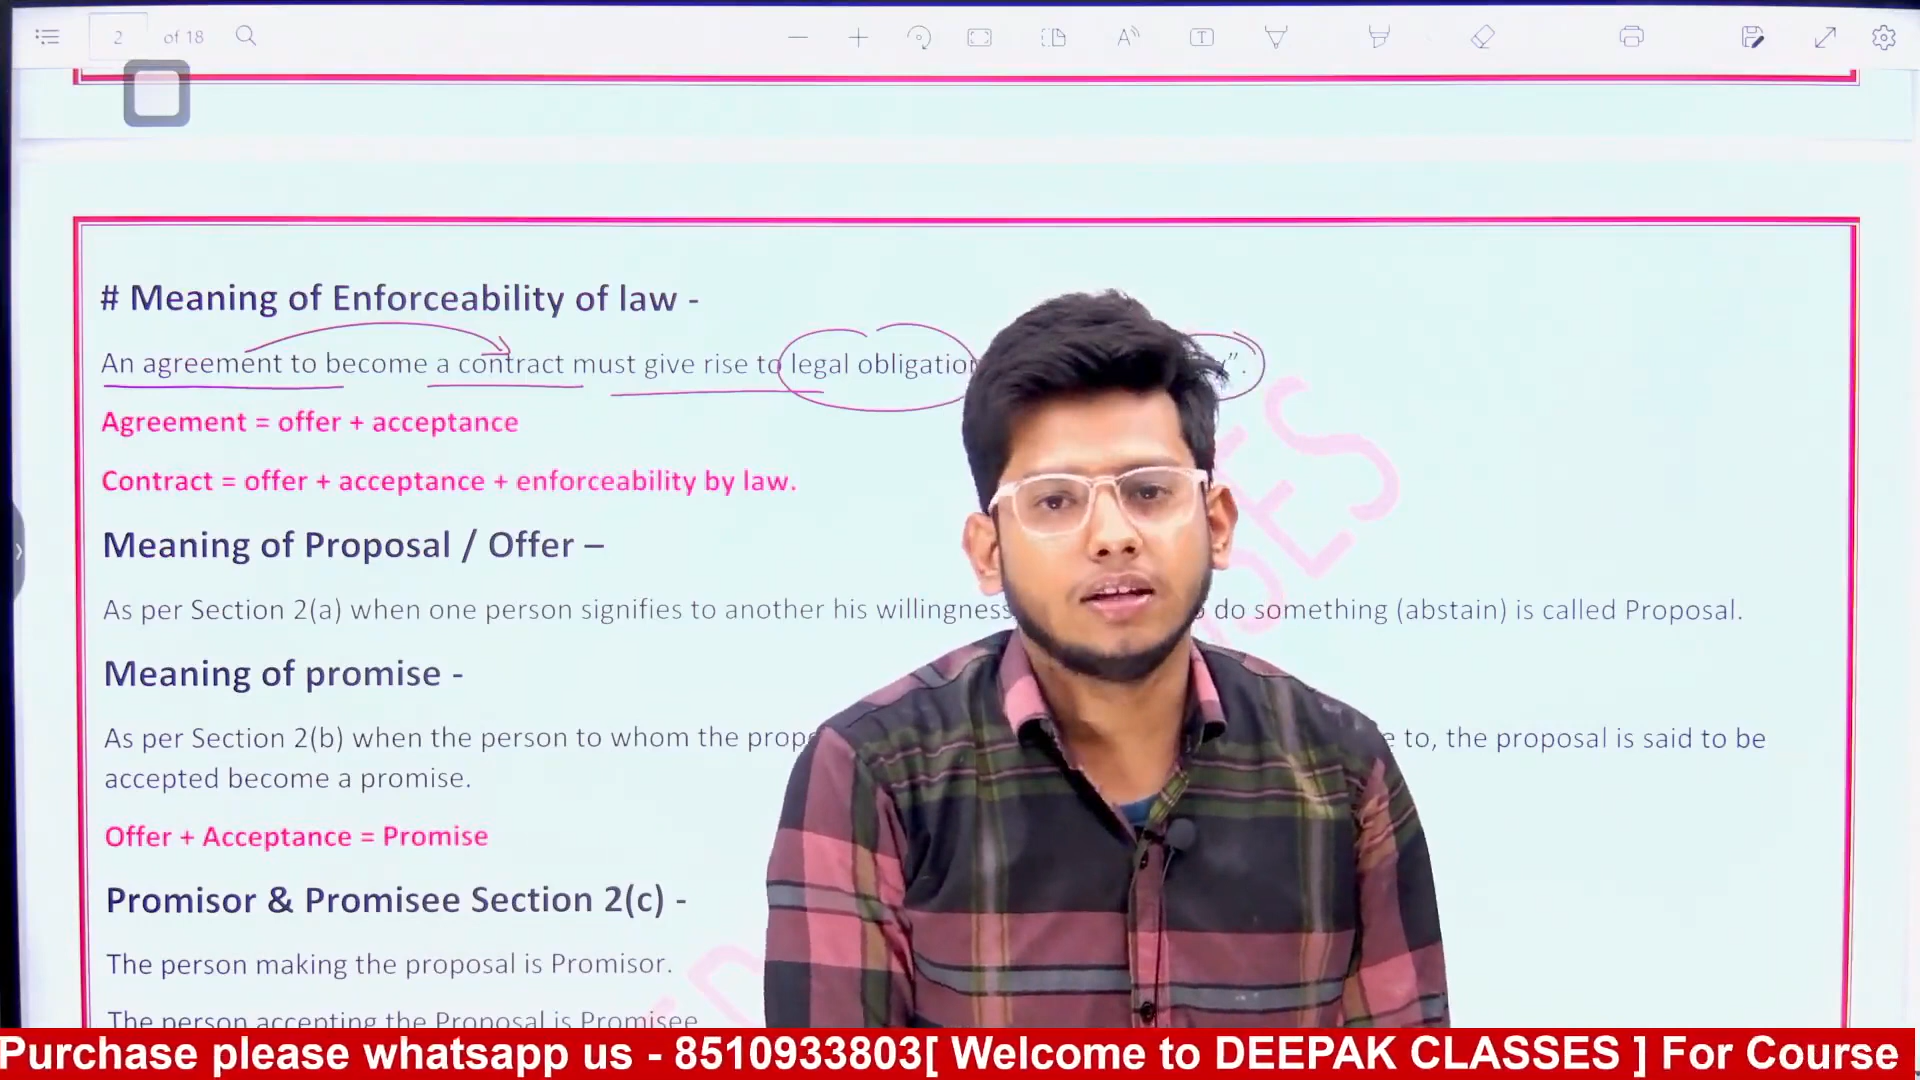 2 of 18
# Meaning of Enforceability of law -
An agreement to become a contract must give rise to legal y”.
Agreement = offer + acceptance
Contract = offer + acceptance + enforceability by law.
Meaning of Proposal / Offer –
As per Section 2(a) when one person signifies to another his willingness do something (abstain) is called Proposal.
Meaning of promise -
As per Section 2(b) when the person to whom the to, the proposal is said to be
accepted become a promise.
Offer + Acceptance = Promise
Promisor & Promisee Section 2(c) -
The person making the proposal is Promisor.
The person accepting the Proposal is Promisee
Purchase please whatsapp us - 8510933803[ Welcome to DEEPAK CLASSES ] For Course